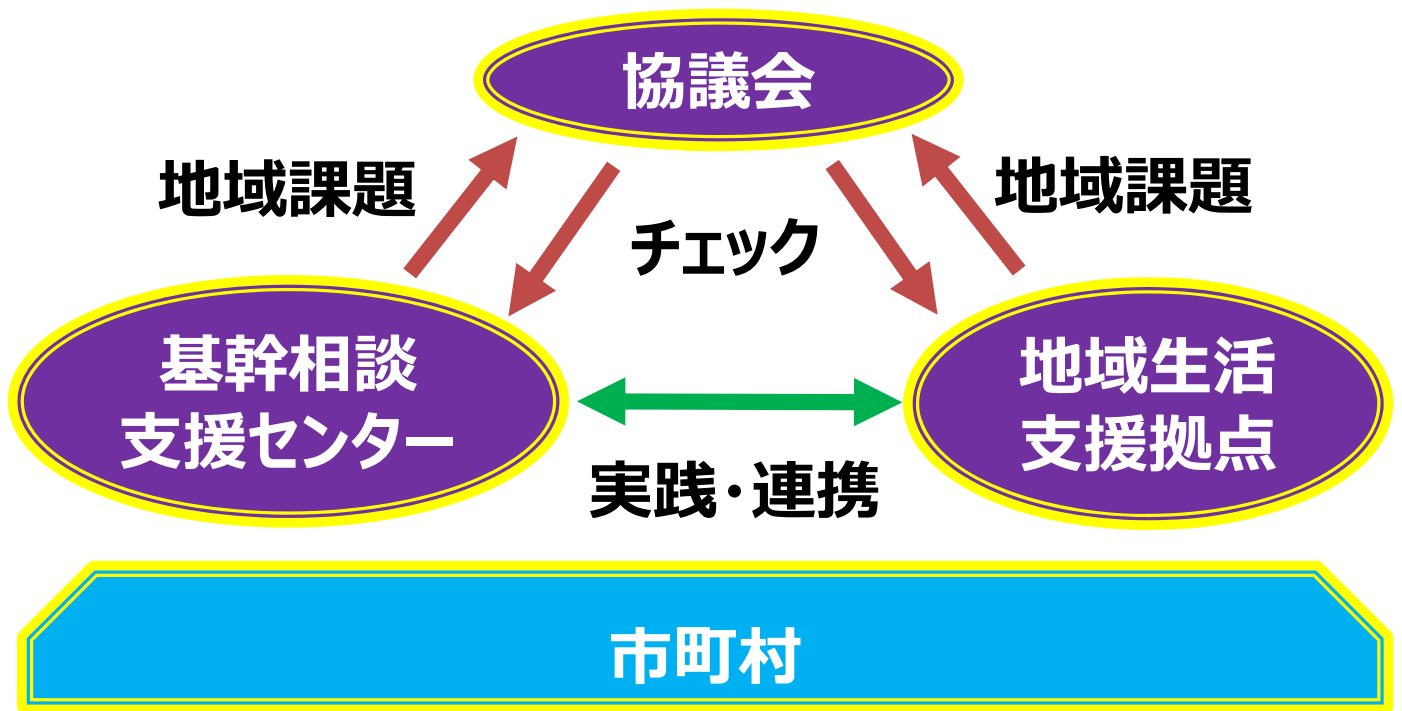 協議会
地域課題
地域課題
チェック
基幹相談
支援センター
地域生活
支援拠点
実践・連携
市町村